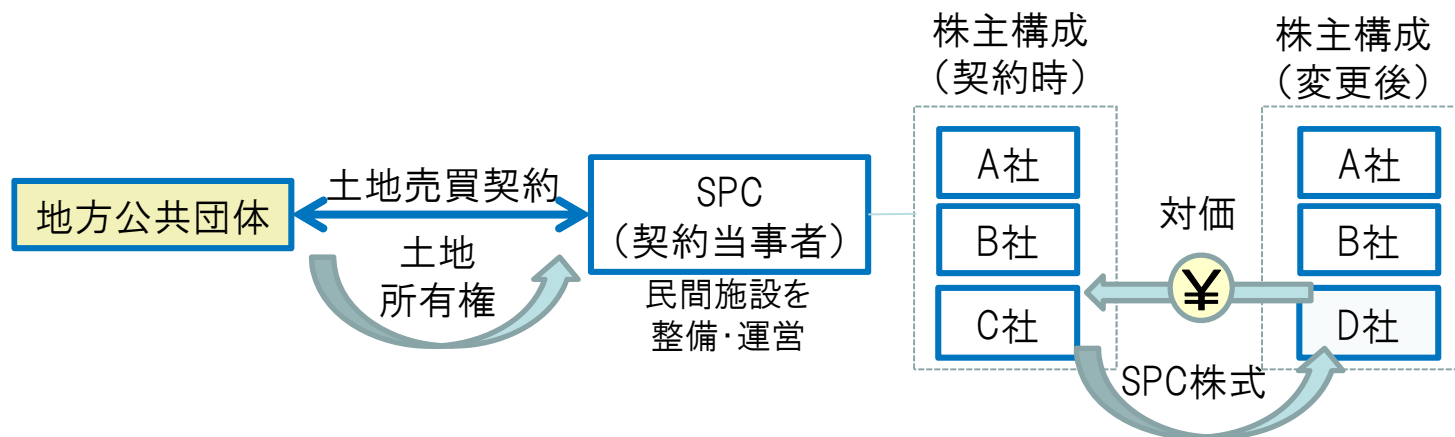 株主構成
（契約時）
株主構成
（変更後）
地方公共団体
土地売買契約
土地
所有権
SPC
（契約当事者）
民間施設を
整備・運営
A社
B社
C社
対価
¥
SPC株式
A社
B社
D社